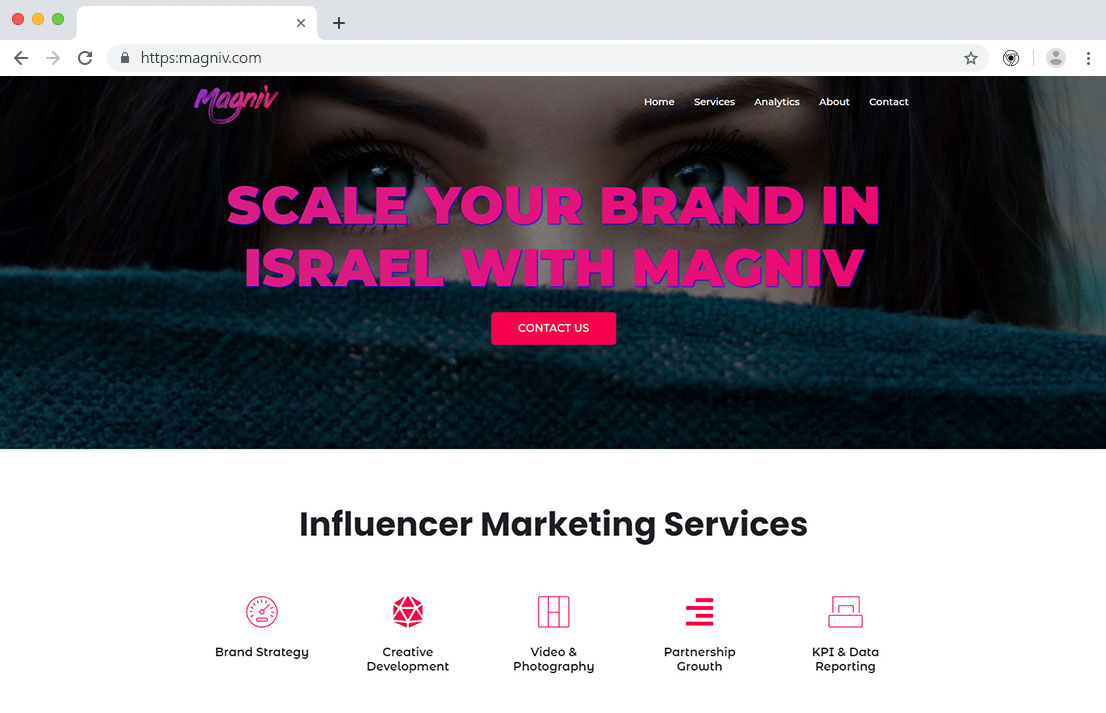 https:magniv.com
Magniv
Home Services Analytics About Contact
SCALE YOUR BRAND IN
ISRAEL WITH MAGNIV
CONTACT US
Influencer Marketing Services
Brand Strategy
Creative
Development
Video &
Photography
Partnership
Growth
KPI & Data
Reporting